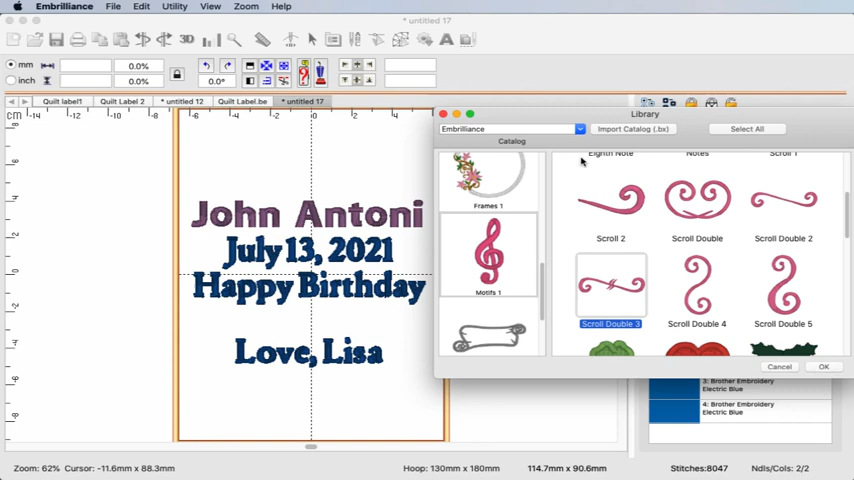 Embrilliance File Edit Utility View Zoom Help
* untitled 17
3D
mm 0.0% 0.0°
inch 0.0%
Quilt label1 Quilt Label 2 * untitled 12 Quilt Label.be * untitled 17
CM -14 -12 -10 -8 -6 -4 -2 0 2 4
John Antoni
July 13, 2021
Happy Birthday
Love, Lisa
Library
Embrilliance Import Catalog (.bx) Select All
Catalog
Eighth Note Notes Scroll 1
Frames 1
Scroll 2 Scroll Double Scroll Double 2
Motifs 1
Scroll Double 3 Scroll Double 4 Scroll Double 5
Cancel OK
3: Brother Embroidery
Electric Blue
4: Brother Embroidery
Electric Blue
Zoom: 62% Cursor: -11.6mm x 88.3mm Hoop: 130mm x 180mm 114.7mm x 90.6mm Stitches:8047 Ndls/Cols: 2/2